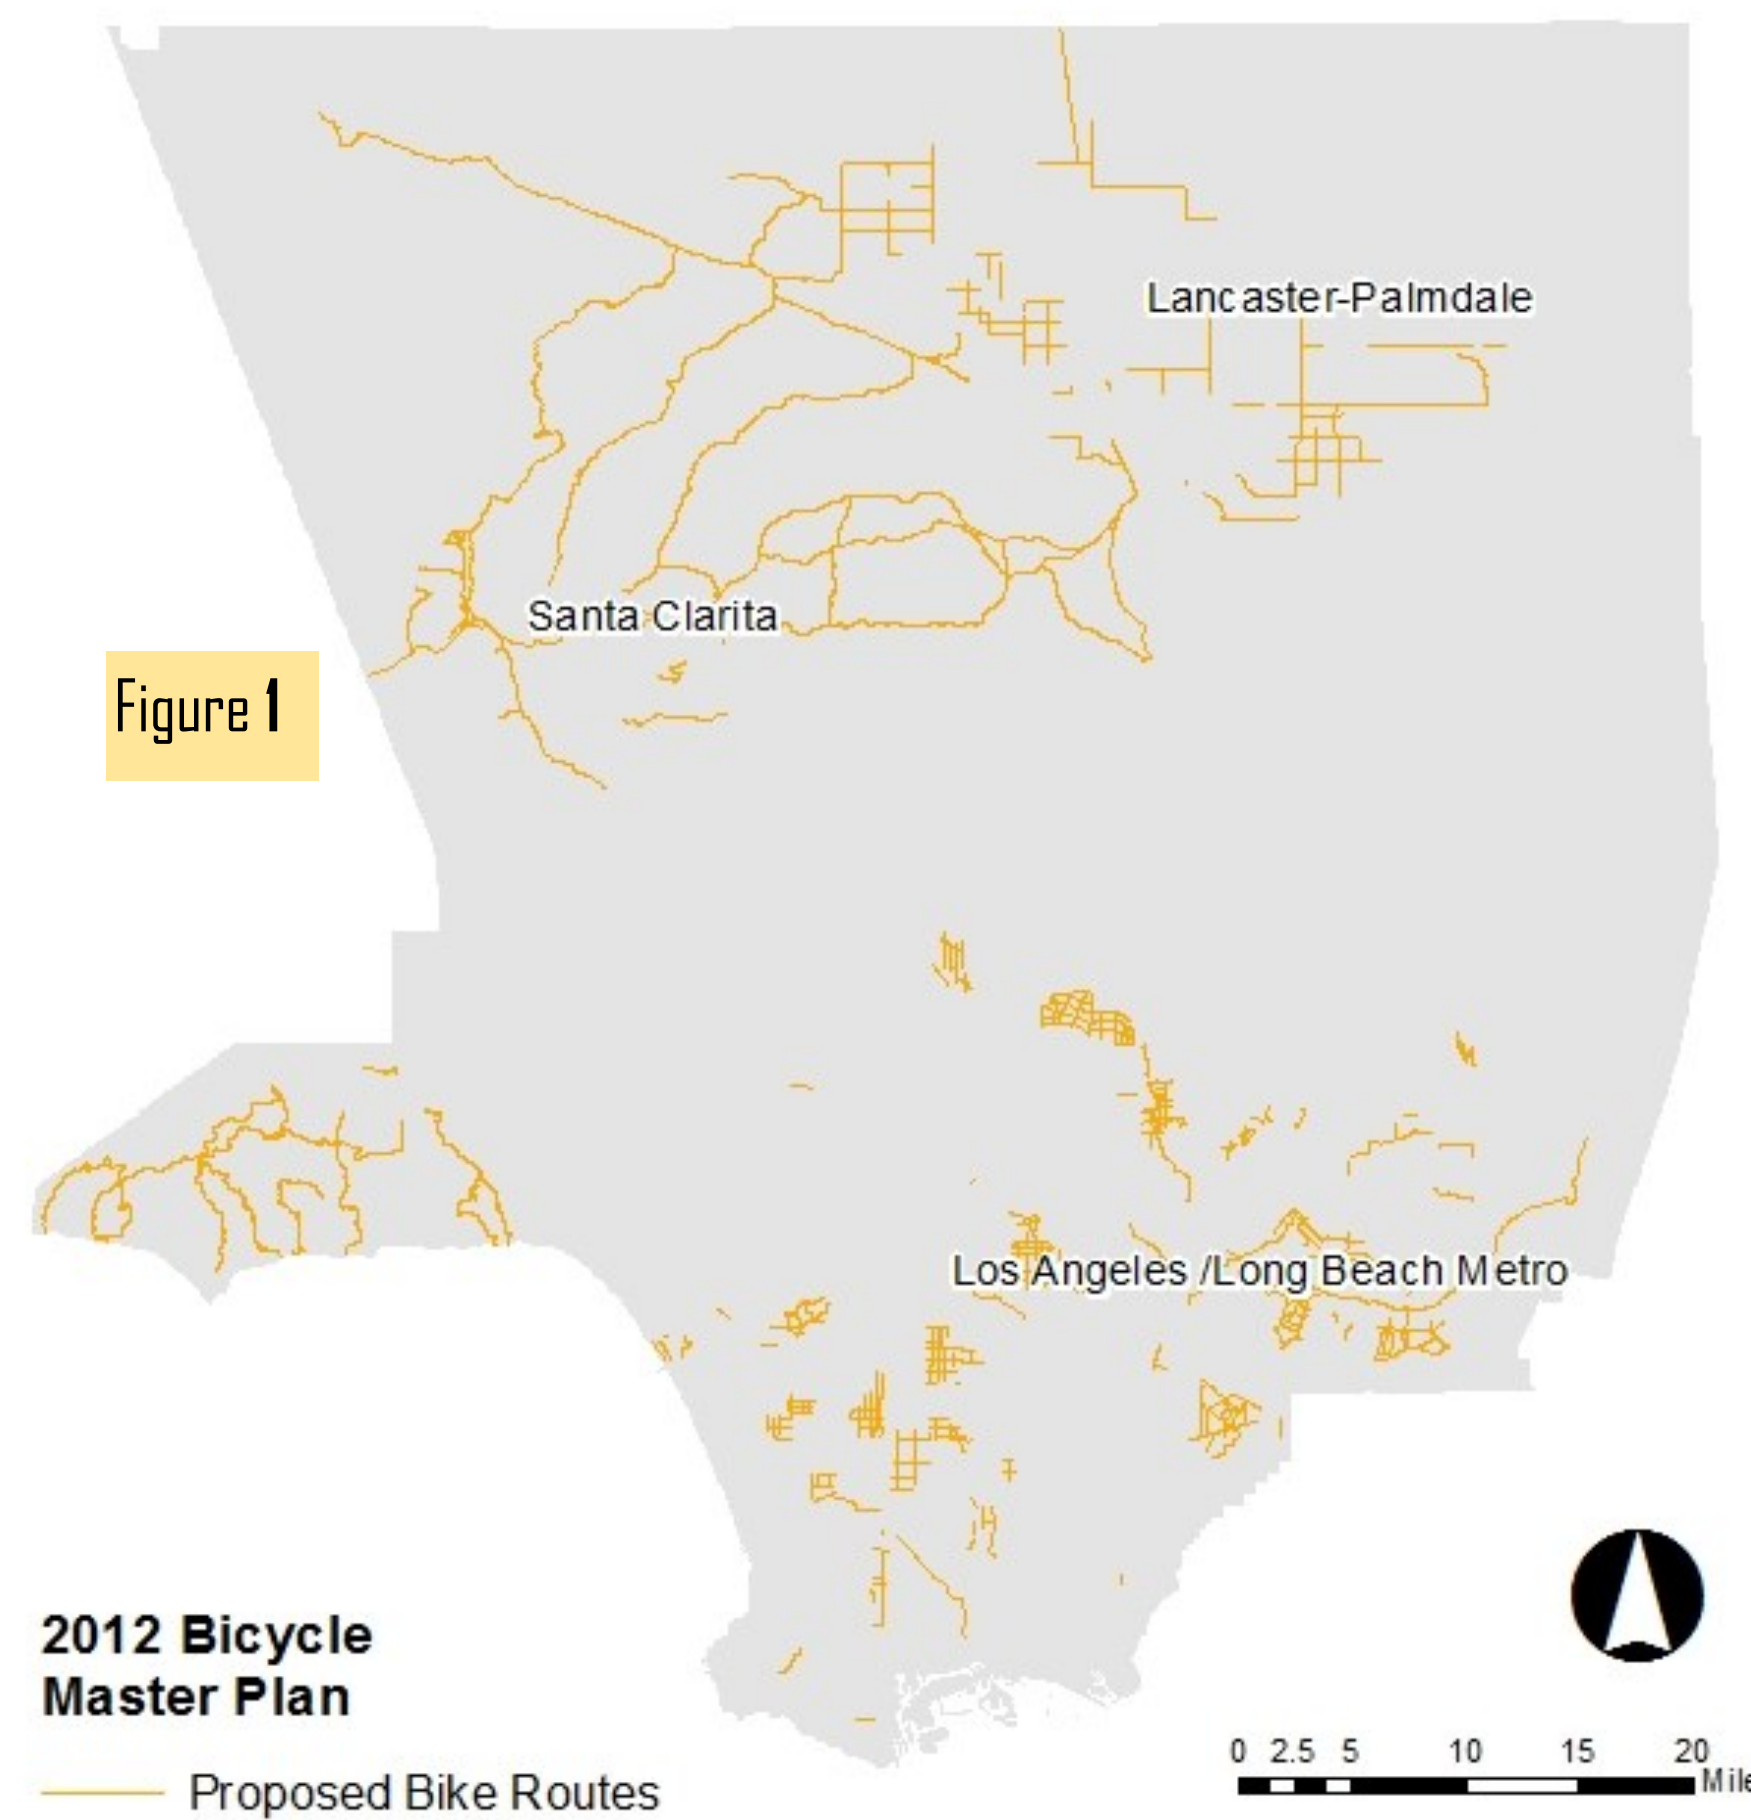 Lancaster-Palmdale
Santa Clarita
Figure 1
Los Angeles /Long Beach Metro
2012 Bicycle
Master Plan
Proposed Bike Routes
0 2.5 5 10 15 20
Mile